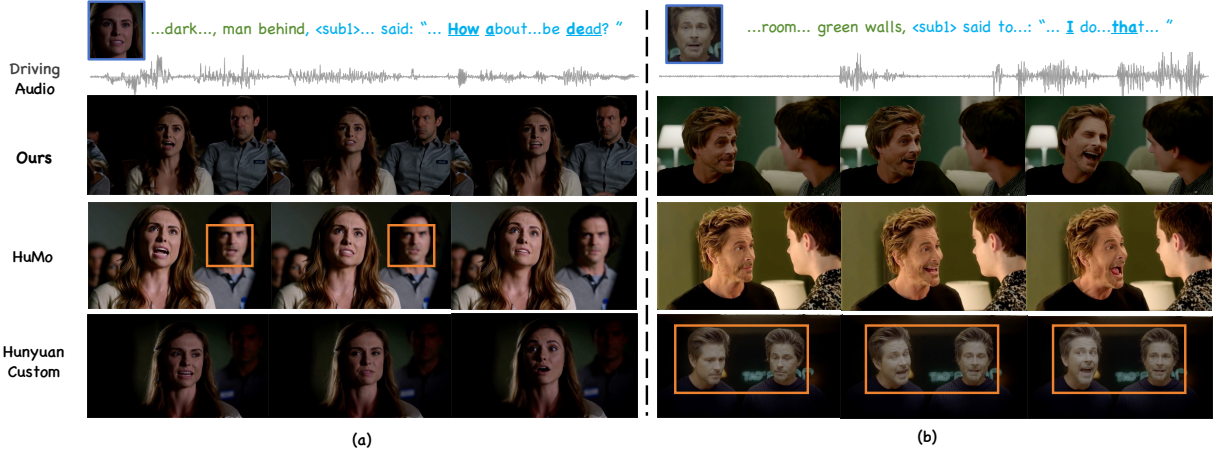 ...dark..., man behind, <sub1>... said: "... How about...be dead? "
...room... green walls, <sub1> said to...: "... I do...that... "
Driving
Audio
Ours
HuMo
Hunyuan
Custom
(a)
(b)